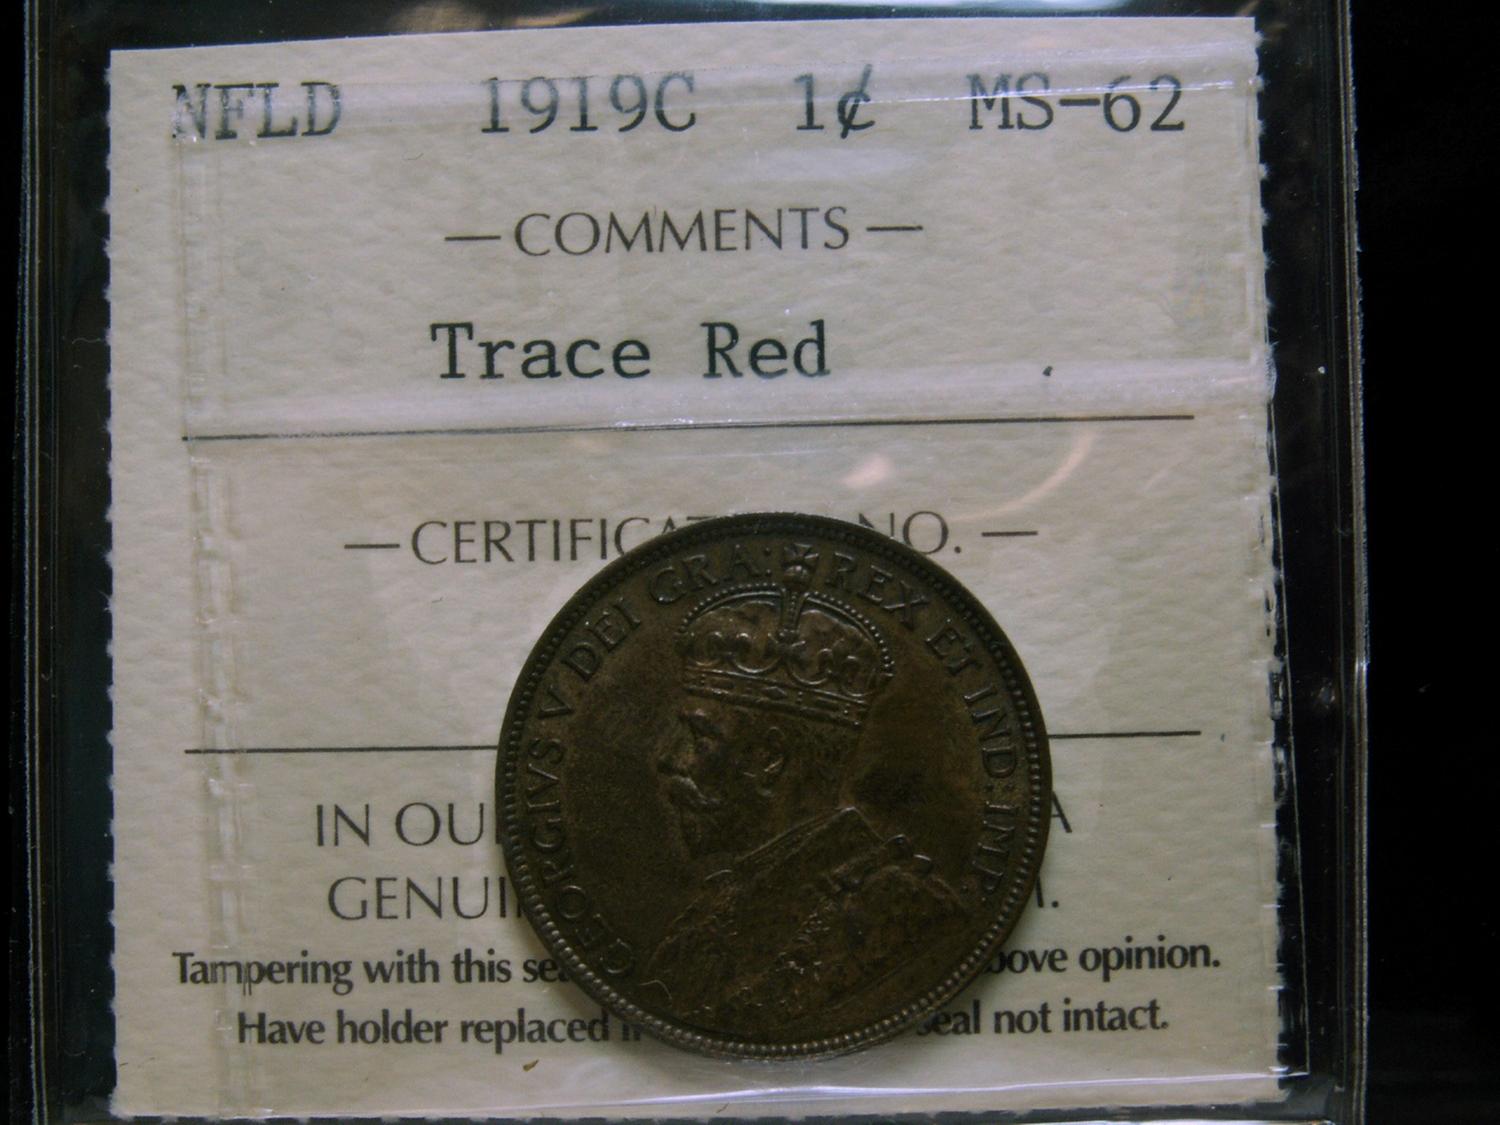 NFLD 1919C 1¢ MS-62
— COMMENTS —
Trace Red
— CERTIFICA NO. —
IN OU A
GENUI .
Tampering with this sea bove opinion.
Have holder replaced i seal not intact.
GEORGIVS V DEI GRA: REX ET IND: IMP: